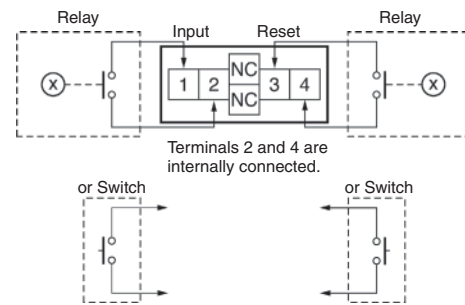 Relay
Input
Reset
Relay
X
NC
X
1 2 3 4
NC
Terminals 2 and 4 are
internally connected.
or Switch
or Switch